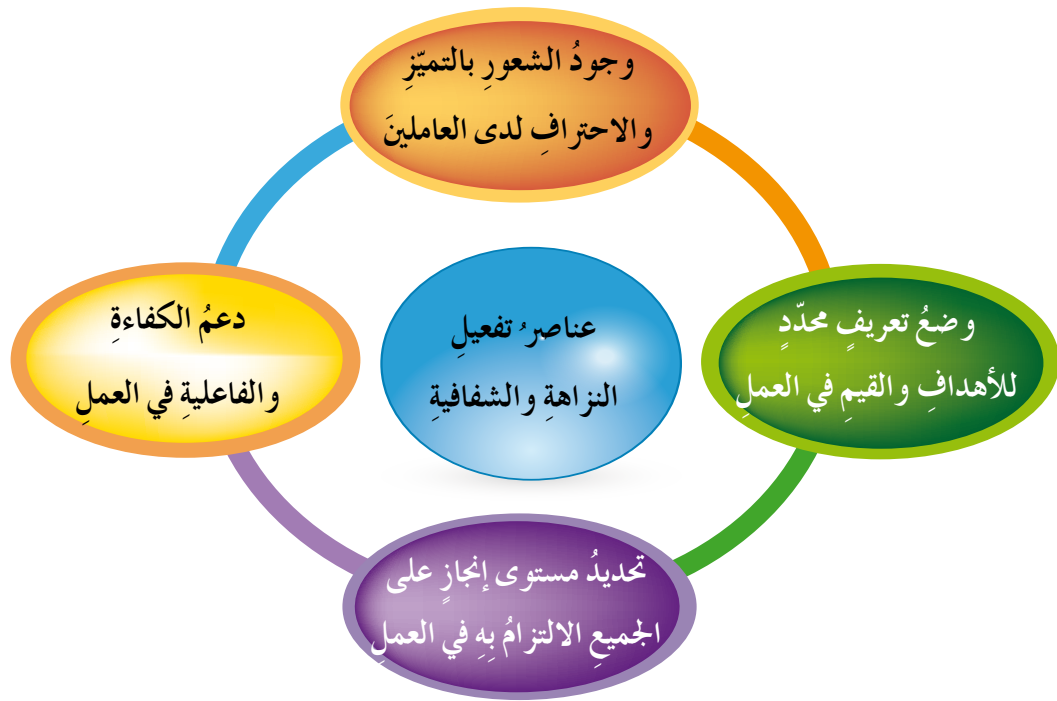 وجودُ الشعورِ بالتميّزِ
والاحترافِ لدى العاملينَ
وضعُ تعريفٍ محدّدٍ
للأهدافِ والقيمِ في العملِ
عناصرُ تفعيلِ
النزاهةِ والشفافيةِ
دعمُ الكفاءةِ
والفاعليةِ في العملِ
تحديدُ مستوى إنجازٍ على
الجميعِ الالتزامُ بِهِ في العملِ